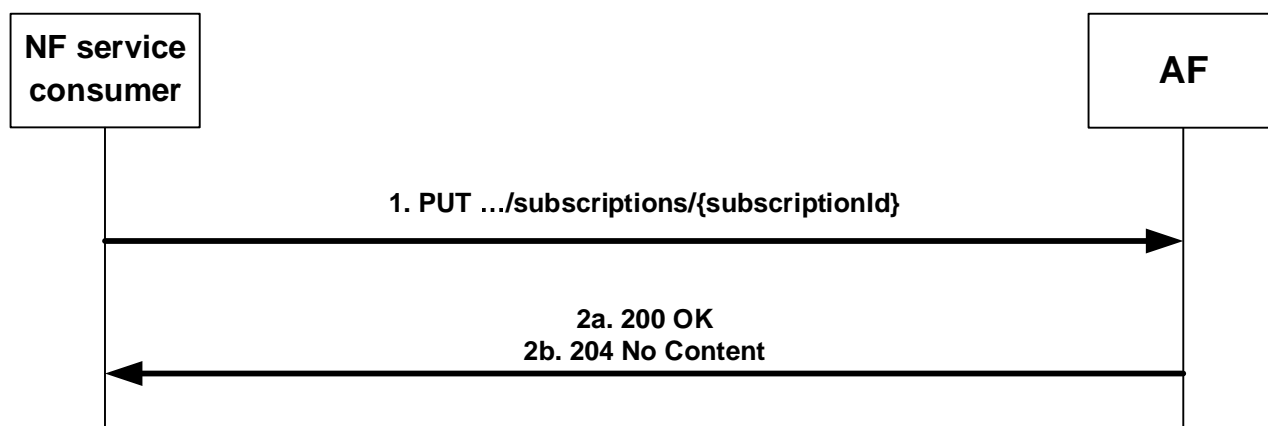 NF service
consumer
AF
1. PUT …/subscriptions/{subscriptionId}
2a. 200 OK
2b. 204 No Content